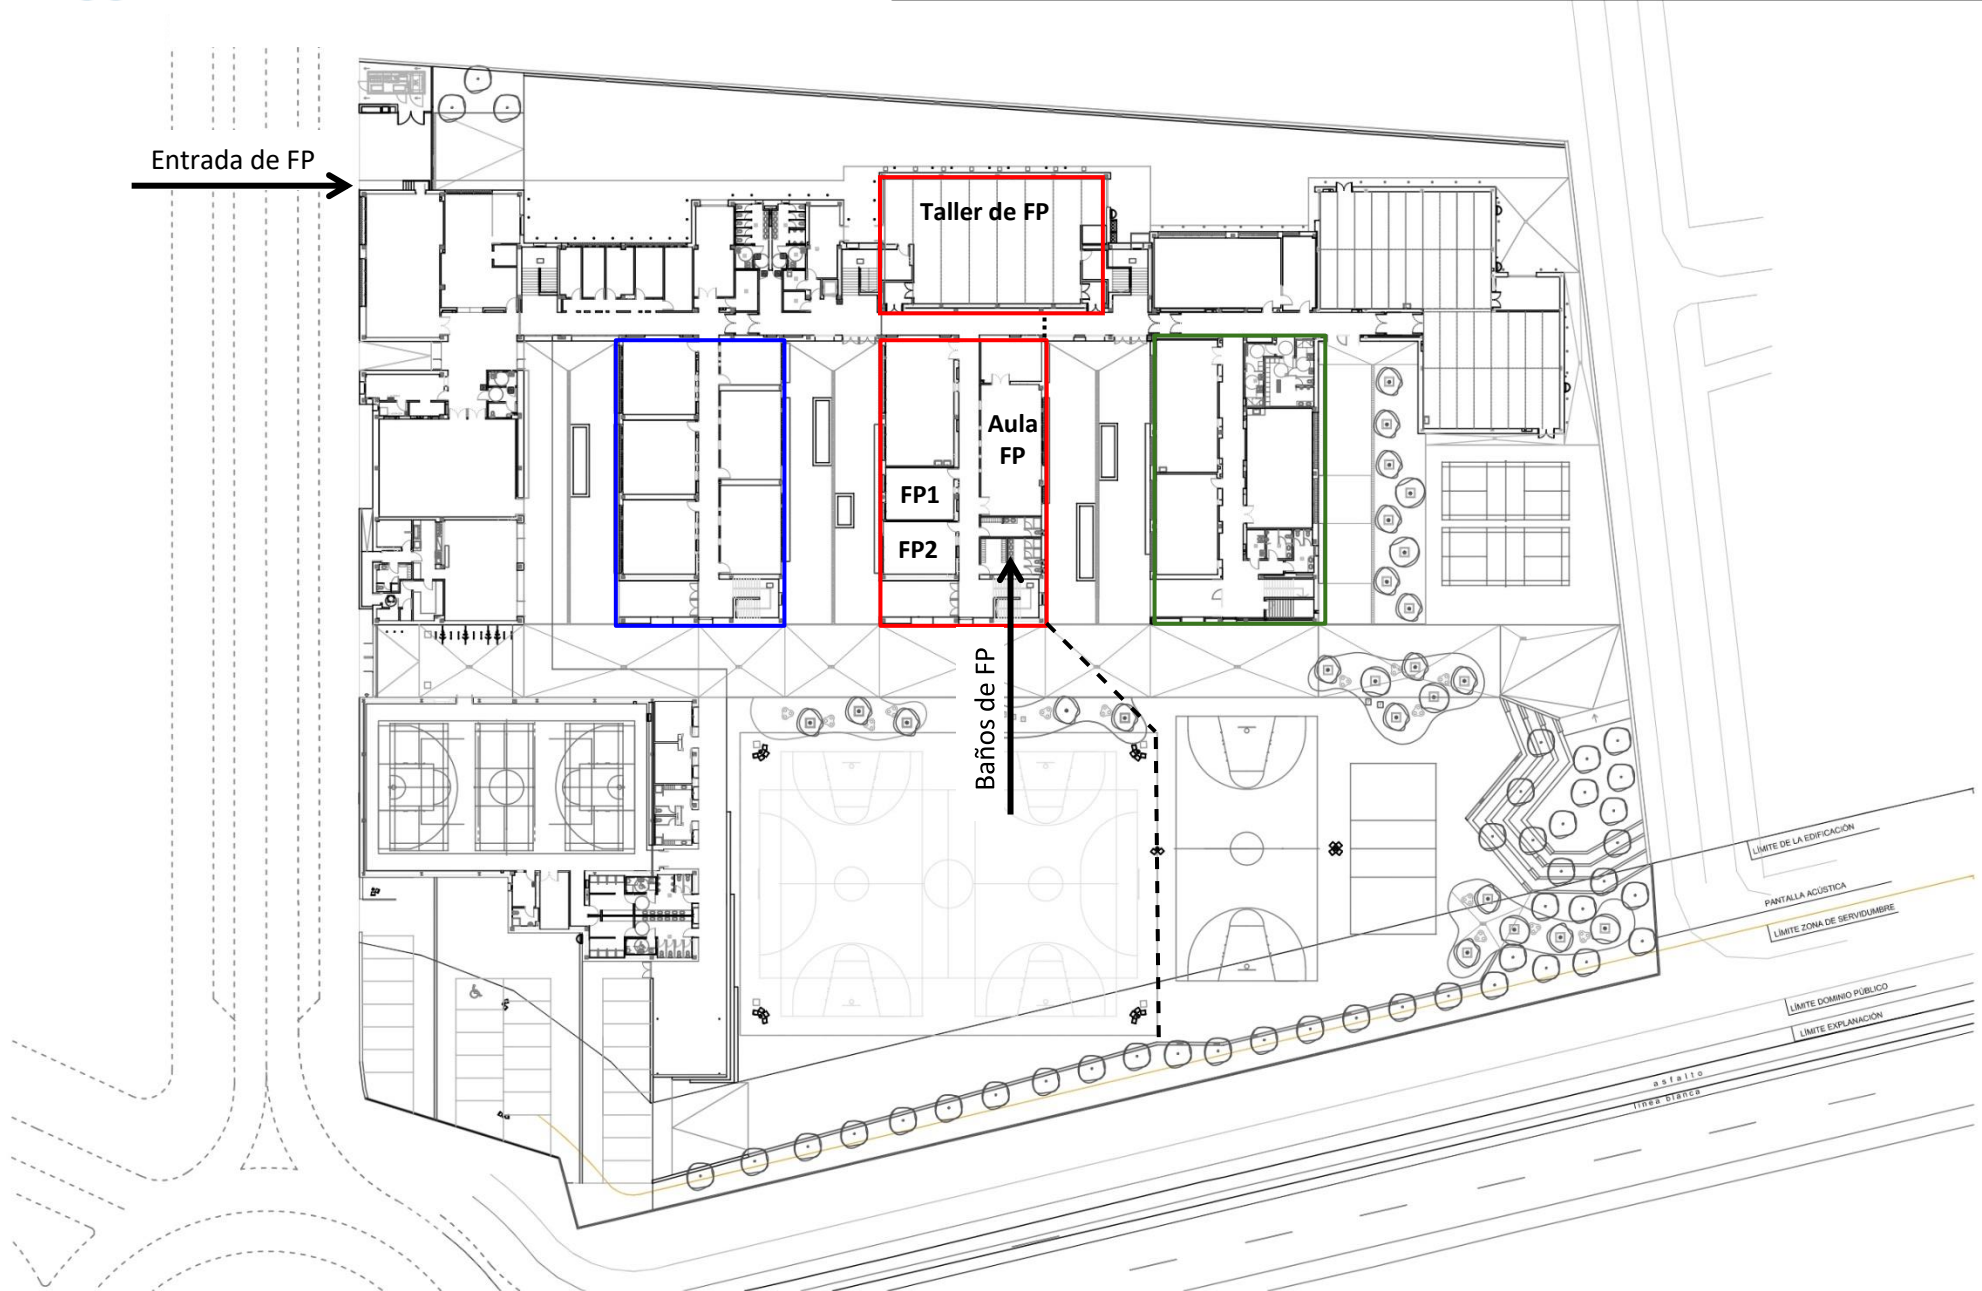 Entrada de FP
Taller de FP
Aula
FP
FP1
FP2
Baños de FP
LÍMITE DE LA EDIFICACIÓN
PANTALLA ACÚSTICA
LÍMITE ZONA DE SERVIDUMBRE
LÍMITE DOMINIO PÚBLICO
LÍMITE EXPLANACIÓN
asfalto
línea blanca